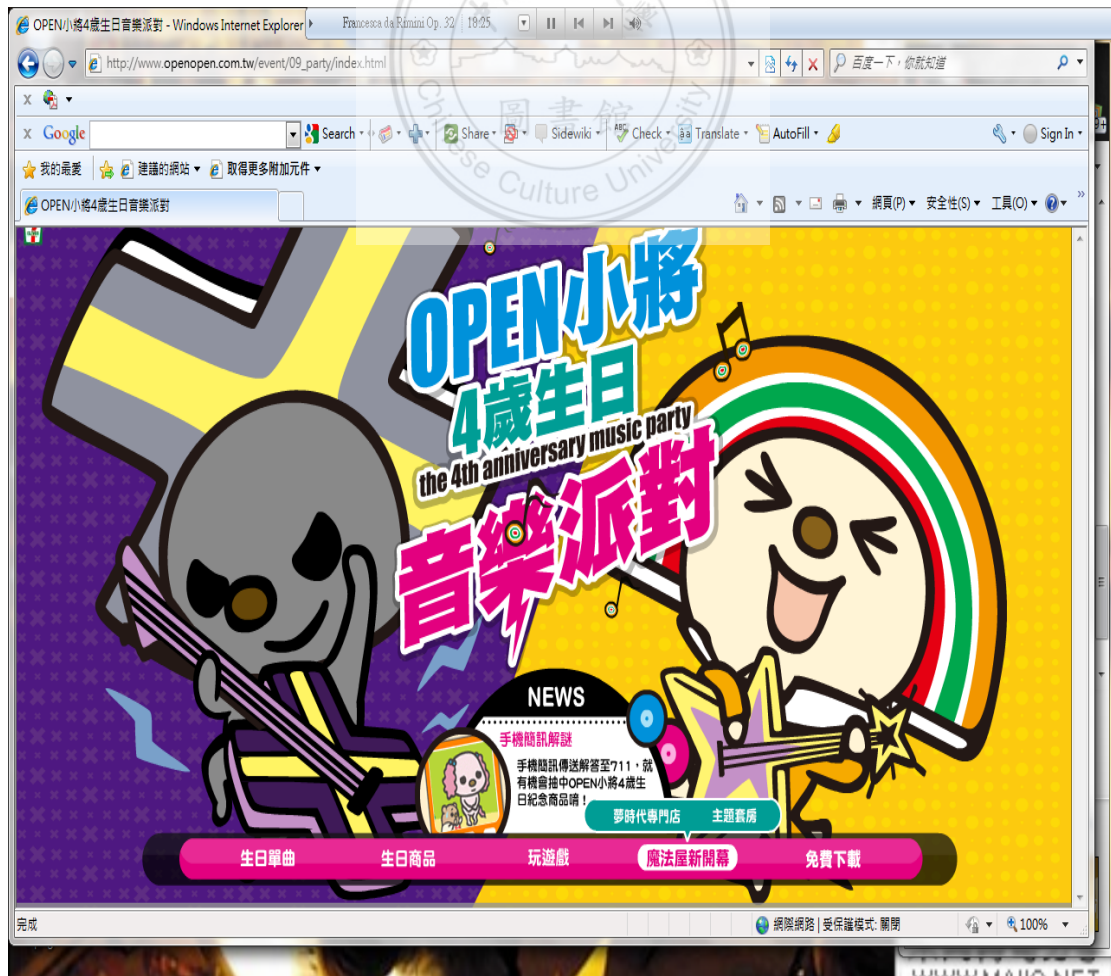 OPEN小將4歲生日音樂派對 - Windows Internet Explorer
Francesca da Rimini Op. 32 18:25
http://www.openopen.com.tw/event/09_party/index.html
百度一下，你就知道
圖書館
Chinese Culture University
X
X Google Search Share Sidewiki Check Translate AutoFill Sign In
我的最愛 建議的網站 取得更多附加元件
OPEN小將4歲生日音樂派對
網頁(P) 安全性(S) 工具(O)
OPEN小將
4歲生日
the 4th anniversary music party
音樂派對
NEWS
手機簡訊解謎
手機簡訊傳送解答至711，就
有機會抽中OPEN小將4歲生
日紀念商品唷！
夢時代專門店 主題套房
生日單曲 生日商品 玩遊戲 魔法屋新開幕 免費下載
完成
網際網路 | 受保護模式: 關閉
100%